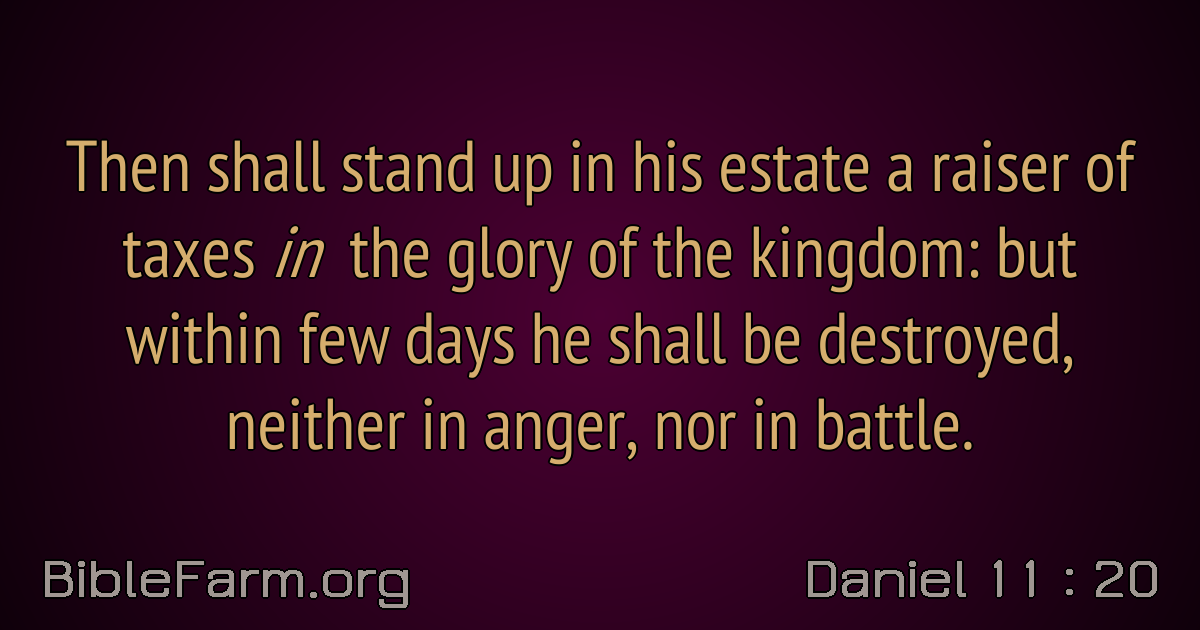 Then shall stand up in his estate a raiser of
taxes in the glory of the kingdom: but
within few days he shall be destroyed,
neither in anger, nor in battle.
BibleFarm.org
Daniel 11 : 20